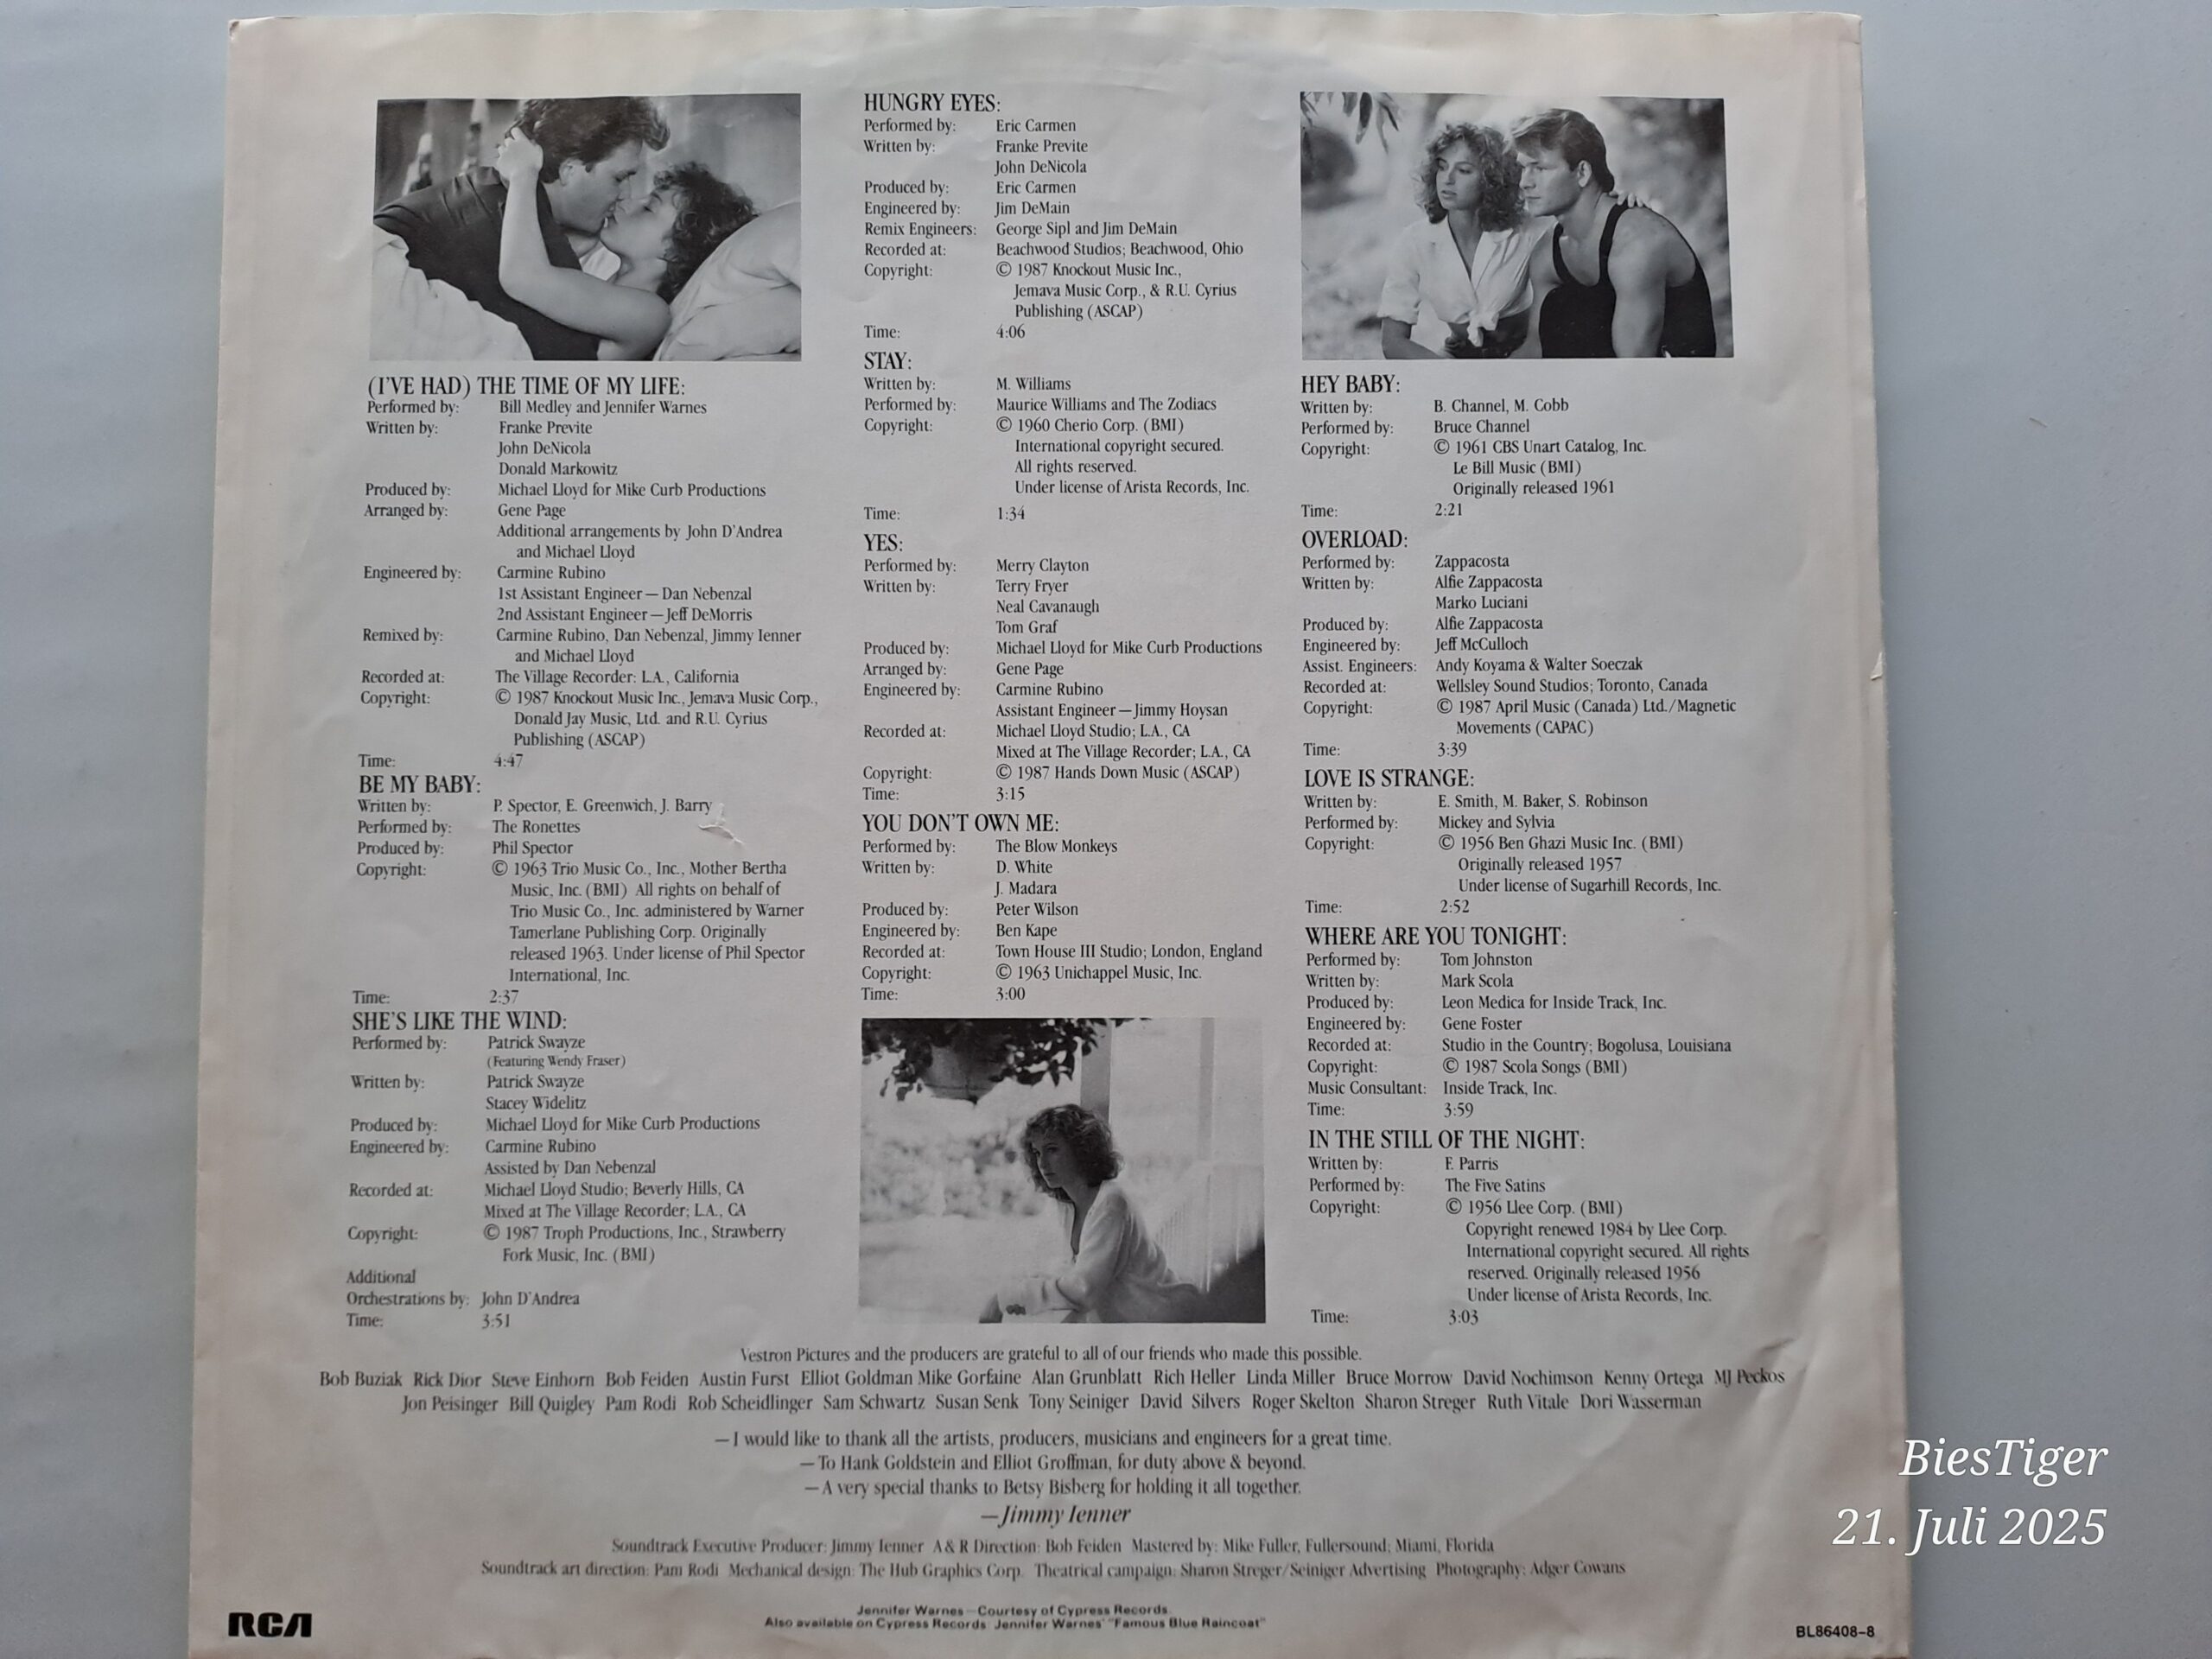 (I'VE HAD) THE TIME OF MY LIFE:
Performed by: Bill Medley and Jennifer Warnes
Written by: Franke Previte
John DeNicola
Donald Markowitz
Produced by: Michael Lloyd for Mike Curb Productions
Arranged by: Gene Page
Additional arrangements by John D'Andrea
and Michael Lloyd
Engineered by: Carmine Rubino
1st Assistant Engineer — Dan Nebenzal
2nd Assistant Engineer — Jeff DeMorris
Remixed by: Carmine Rubino, Dan Nebenzal, Jimmy Ienner
and Michael Lloyd
Recorded at: The Village Recorder: L.A., California
Copyright: © 1987 Knockout Music Inc., Jemava Music Corp.,
Donald Jay Music, Ltd. and R.U. Cyrius
Publishing (ASCAP)
Time: 4:47
BE MY BABY:
Written by: P. Spector, E. Greenwich, J. Barry
Performed by: The Ronettes
Produced by: Phil Spector
Copyright: © 1963 Trio Music Co., Inc., Mother Bertha
Music, Inc. (BMI) All rights on behalf of
Trio Music Co., Inc. administered by Warner
Tamerlane Publishing Corp. Originally
released 1963. Under license of Phil Spector
International, Inc.
Time: 2:37
SHE'S LIKE THE WIND:
Performed by: Patrick Swayze
(Featuring Wendy Fraser)
Written by: Patrick Swayze
Stacey Widelitz
Produced by: Michael Lloyd for Mike Curb Productions
Engineered by: Carmine Rubino
Assisted by Dan Nebenzal
Recorded at: Michael Lloyd Studio; Beverly Hills, CA
Mixed at The Village Recorder; L.A., CA
Copyright: © 1987 Troph Productions, Inc., Strawberry
Fork Music, Inc. (BMI)
Additional
Orchestrations by: John D'Andrea
Time: 3:51
HUNGRY EYES:
Performed by: Eric Carmen
Written by: Franke Previte
John DeNicola
Produced by: Eric Carmen
Engineered by: Jim DeMain
Remix Engineers: George Sipl and Jim DeMain
Recorded at: Beachwood Studios; Beachwood, Ohio
Copyright: © 1987 Knockout Music Inc.,
Jemava Music Corp., & R.U. Cyrius
Publishing (ASCAP)
Time: 4:06
STAY:
Written by: M. Williams
Performed by: Maurice Williams and The Zodiacs
Copyright: © 1960 Cherio Corp. (BMI)
International copyright secured.
All rights reserved.
Under license of Arista Records, Inc.
Time: 1:34
YES:
Performed by: Merry Clayton
Written by: Terry Fryer
Neal Cavanaugh
Tom Graf
Produced by: Michael Lloyd for Mike Curb Productions
Arranged by: Gene Page
Engineered by: Carmine Rubino
Assistant Engineer — Jimmy Hoysan
Recorded at: Michael Lloyd Studio; L.A., CA
Mixed at The Village Recorder; L.A., CA
Copyright: © 1987 Hands Down Music (ASCAP)
Time: 3:15
YOU DON'T OWN ME:
Performed by: The Blow Monkeys
Written by: D. White
J. Madara
Produced by: Peter Wilson
Engineered by: Ben Kape
Recorded at: Town House III Studio; London, England
Copyright: © 1963 Unichappel Music, Inc.
Time: 3:00
HEY BABY:
Written by: B. Channel, M. Cobb
Performed by: Bruce Channel
Copyright: © 1961 CBS Unart Catalog, Inc.
Le Bill Music (BMI)
Originally released 1961
Time: 2:21
OVERLOAD:
Performed by: Zappacosta
Written by: Alfie Zappacosta
Marko Luciani
Produced by: Alfie Zappacosta
Engineered by: Jeff McCulloch
Assist. Engineers: Andy Koyama & Walter Soeczak
Recorded at: Wellsley Sound Studios; Toronto, Canada
Copyright: © 1987 April Music (Canada) Ltd./Magnetic
Movements (CAPAC)
Time: 3:39
LOVE IS STRANGE:
Written by: E. Smith, M. Baker, S. Robinson
Performed by: Mickey and Sylvia
Copyright: © 1956 Ben Ghazi Music Inc. (BMI)
Originally released 1957
Under license of Sugarhill Records, Inc.
Time: 2:52
WHERE ARE YOU TONIGHT:
Performed by: Tom Johnston
Written by: Mark Scola
Produced by: Leon Medica for Inside Track, Inc.
Engineered by: Gene Foster
Recorded at: Studio in the Country; Bogolusa, Louisiana
Copyright: © 1987 Scola Songs (BMI)
Music Consultant: Inside Track, Inc.
Time: 3:59
IN THE STILL OF THE NIGHT:
Written by: F. Parris
Performed by: The Five Satins
Copyright: © 1956 Llee Corp. (BMI)
Copyright renewed 1984 by Llee Corp.
International copyright secured. All rights
reserved. Originally released 1956
Under license of Arista Records, Inc.
Time: 3:03
Vestron Pictures and the producers are grateful to all of our friends who made this possible.
Bob Buziak Rick Dior Steve Einhorn Bob Feiden Austin Furst Elliot Goldman Mike Gorfaine Alan Grunblatt Rich Heller Linda Miller Bruce Morrow David Nochimson Kenny Ortega MJ Peckos
Jon Peisinger Bill Quigley Pam Rodi Rob Scheidlinger Sam Schwartz Susan Senk Tony Seiniger David Silvers Roger Skelton Sharon Streger Ruth Vitale Dori Wasserman
— I would like to thank all the artists, producers, musicians and engineers for a great time.
— To Hank Goldstein and Elliot Groffman, for duty above & beyond.
— A very special thanks to Betsy Bisberg for holding it all together.
— Jimmy Ienner
Soundtrack Executive Producer: Jimmy Ienner A & R Direction: Bob Feiden Mastered by: Mike Fuller, Fullersound; Miami, Florida
Soundtrack art direction: Pam Rodi Mechanical design: The Hub Graphics Corp. Theatrical campaign: Sharon Streger/Seiniger Advertising Photography: Adger Cowans
Jennifer Warnes—Courtesy of Cypress Records.
Also available on Cypress Records: Jennifer Warnes' "Famous Blue Raincoat"
RCA
BL86408-8
BiesTiger
21. Juli 2025